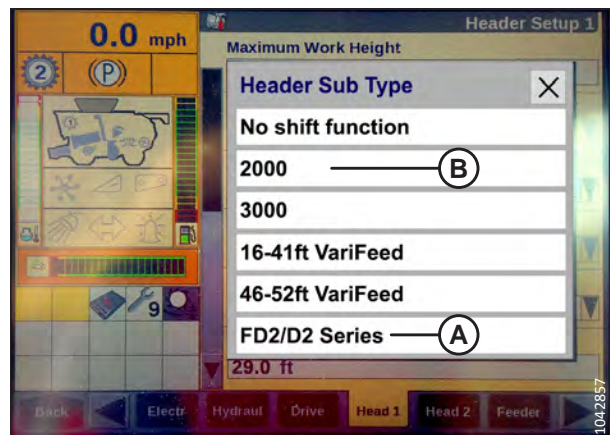 0.0 mph
Header Setup 1
Maximum Work Height
2
(P)
Header Sub Type
No shift function
2000
B
3000
16-41ft VariFeed
46-52ft VariFeed
FD2/D2 Series
A
9
29.0 ft
Back
Electr
Hydraul
Drive
Head 1
Head 2
Feeder
1042857